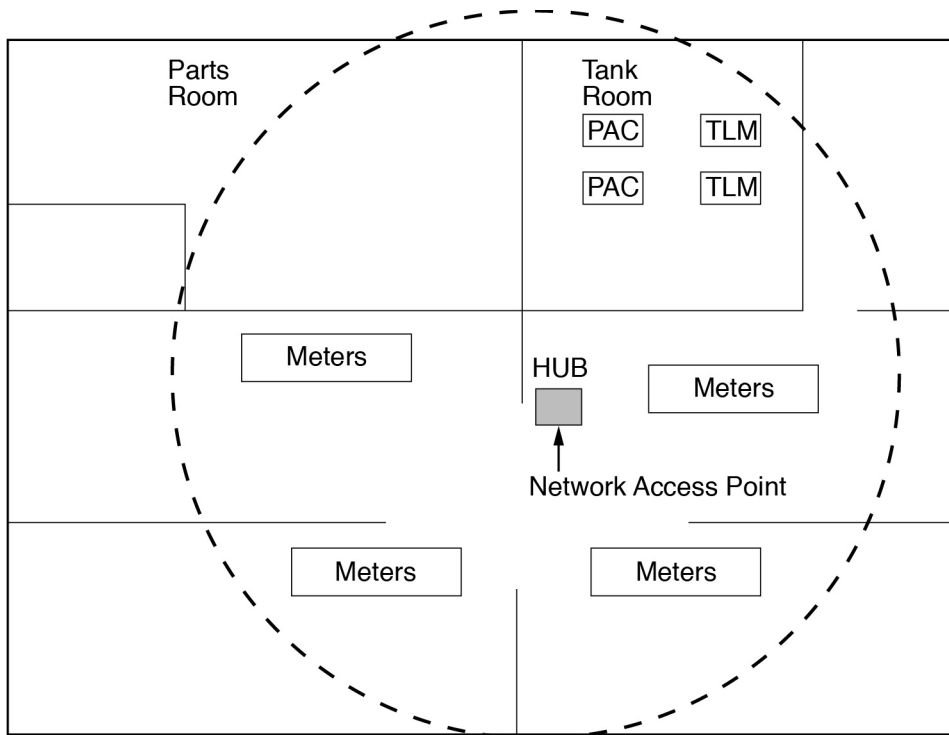 Parts
Room
Tank
Room
PAC
TLM
PAC
TLM
Meters
HUB
Meters
Network Access Point
Meters
Meters